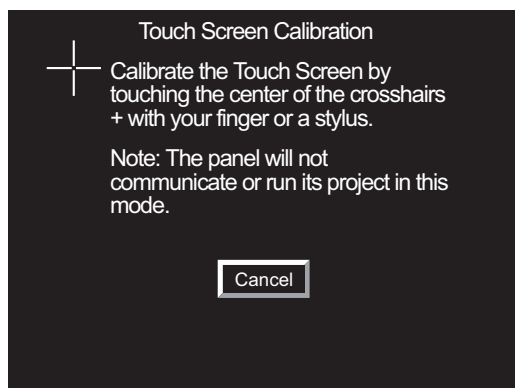 Touch Screen Calibration
Calibrate the Touch Screen by
touching the center of the crosshairs
+ with your finger or a stylus.
Note: The panel will not
communicate or run its project in this
mode.
Cancel